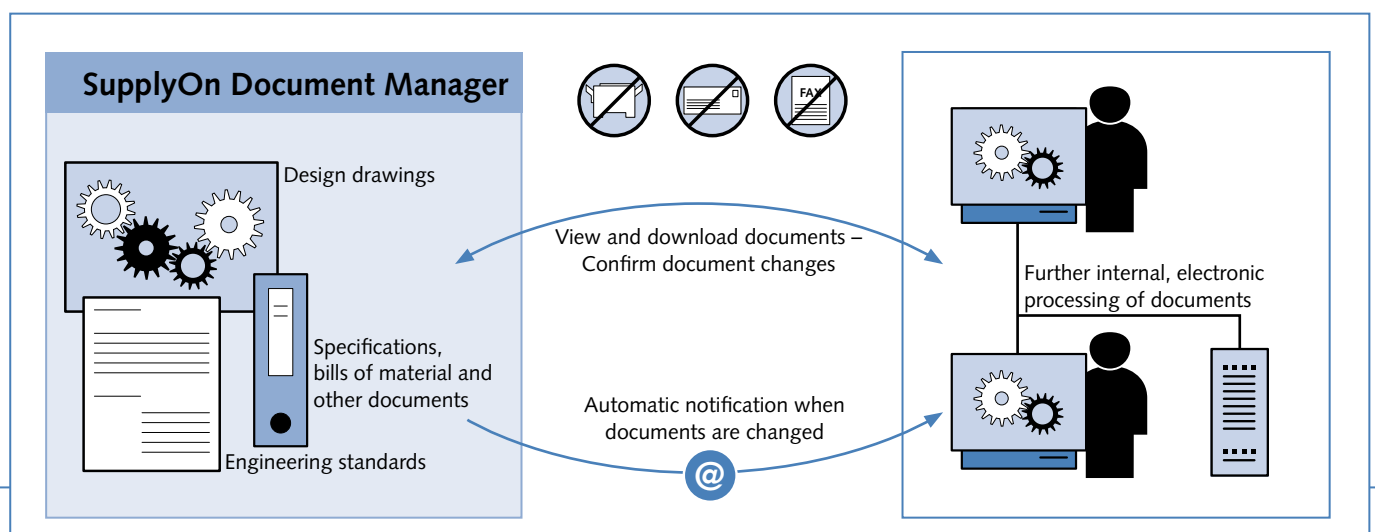 SupplyOn Document Manager
FAX
Design drawings
View and download documents –
Confirm document changes
Further internal, electronic
processing of documents
Specifications,
bills of material and
other documents
Automatic notification when
documents are changed
Engineering standards
@